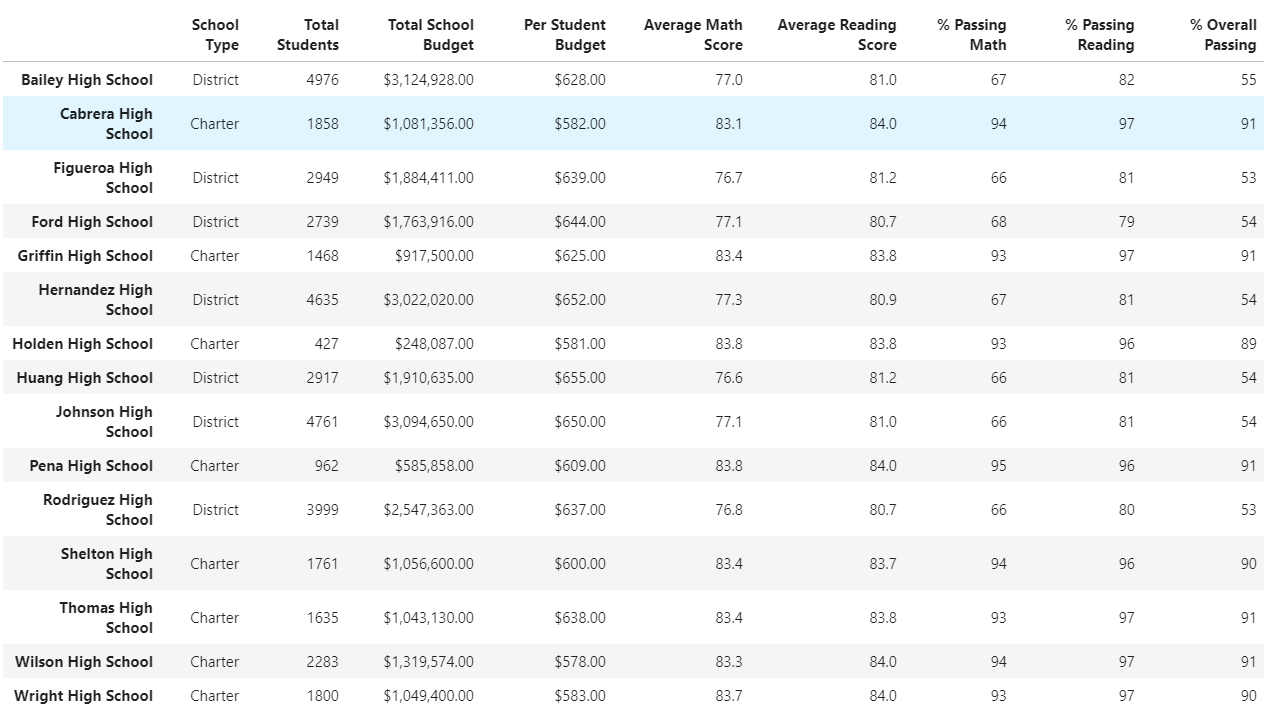 School Type Total Students Total School Budget Per Student Budget Average Math Score Average Reading Score % Passing Math % Passing Reading % Overall Passing
Bailey High School District 4976 $3,124,928.00 $628.00 77.0 81.0 67 82 55
Cabrera High School Charter 1858 $1,081,356.00 $582.00 83.1 84.0 94 97 91
Figueroa High School District 2949 $1,884,411.00 $639.00 76.7 81.2 66 81 53
Ford High School District 2739 $1,763,916.00 $644.00 77.1 80.7 68 79 54
Griffin High School Charter 1468 $917,500.00 $625.00 83.4 83.8 93 97 91
Hernandez High School District 4635 $3,022,020.00 $652.00 77.3 80.9 67 81 54
Holden High School Charter 427 $248,087.00 $581.00 83.8 83.8 93 96 89
Huang High School District 2917 $1,910,635.00 $655.00 76.6 81.2 66 81 54
Johnson High School District 4761 $3,094,650.00 $650.00 77.1 81.0 66 81 54
Pena High School Charter 962 $585,858.00 $609.00 83.8 84.0 95 96 91
Rodriguez High School District 3999 $2,547,363.00 $637.00 76.8 80.7 66 80 53
Shelton High School Charter 1761 $1,056,600.00 $600.00 83.4 83.7 94 96 90
Thomas High School Charter 1635 $1,043,130.00 $638.00 83.4 83.8 93 97 91
Wilson High School Charter 2283 $1,319,574.00 $578.00 83.3 84.0 94 97 91
Wright High School Charter 1800 $1,049,400.00 $583.00 83.7 84.0 93 97 90